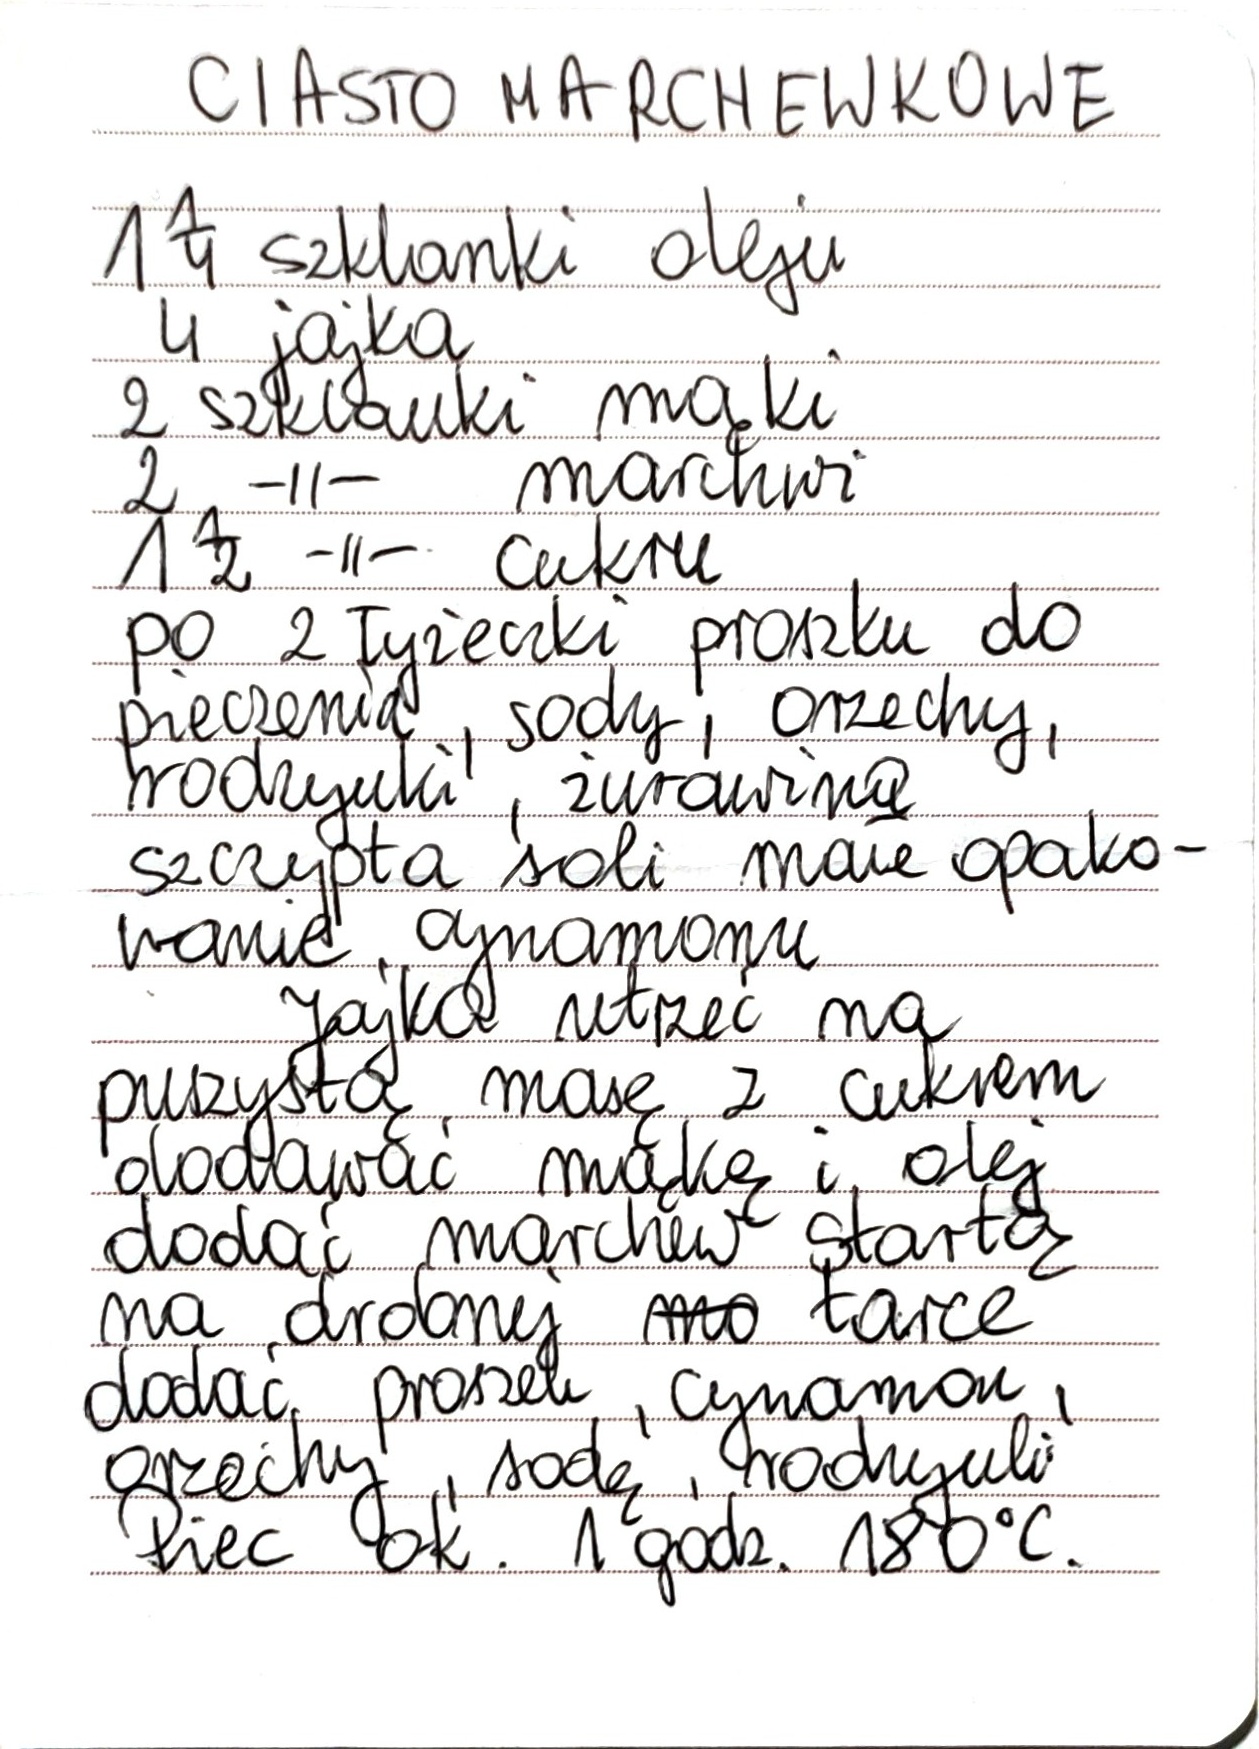 CIASTO MARCHEWKOWE
1 1/4 szklanki oleju
4 jajka
2 szklanki mąki
2 -11- marchwi
1 1/2 -11- cukru
po 2 łyżeczki proszku do
pieczenia, sody, orzechy,
rodzynki, żurawina
szczypta soli małe opako-
wanie cynamonu
Jajka utrzeć na
puszystą masę z cukrem
dodawać mąkę i olej
dodać marchew startą
na drobnej tarce
dodać proszek, cynamon,
orzechy, sodę, rodzynki
Piec ok. 1 godz. 180°C.